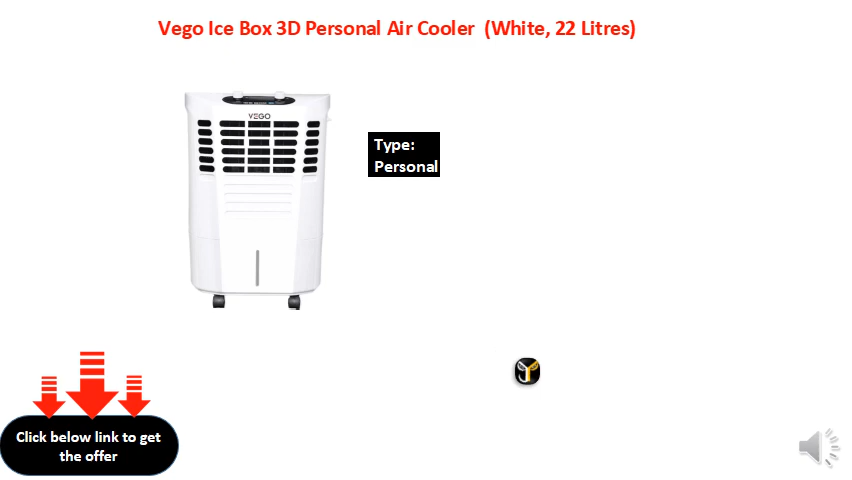 Vego Ice Box 3D Personal Air Cooler (White, 22 Litres)
VEGO
Type:
Personal
Click below link to get
the offer